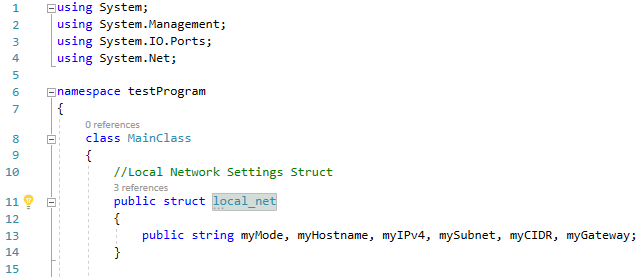 1 using System;
2 using System.Management;
3 using System.IO.Ports;
4 using System.Net;
5
6 namespace testProgram
7 {
0 references
8 class MainClass
9 {
10 //Local Network Settings Struct
3 references
11 public struct local_net
12 {
13 public string myMode, myHostname, myIPv4, mySubnet, myCIDR, myGateway;
14 }
15